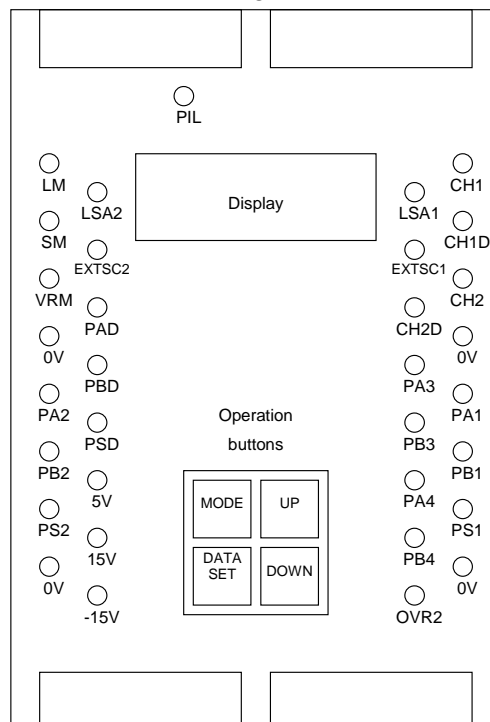 PIL
LM
LSA2
Display
LSA1
CH1
SM
CH1D
EXTSC2
EXTSC1
VRM
CH2
PAD
CH2D
0V
0V
PBD
PA3
PA2
Operation
PA1
PSD
buttons
PB3
PB2
PB1
5V
MODE
UP
PA4
PS2
PS1
15V
DATA
SET
DOWN
PB4
0V
0V
-15V
OVR2